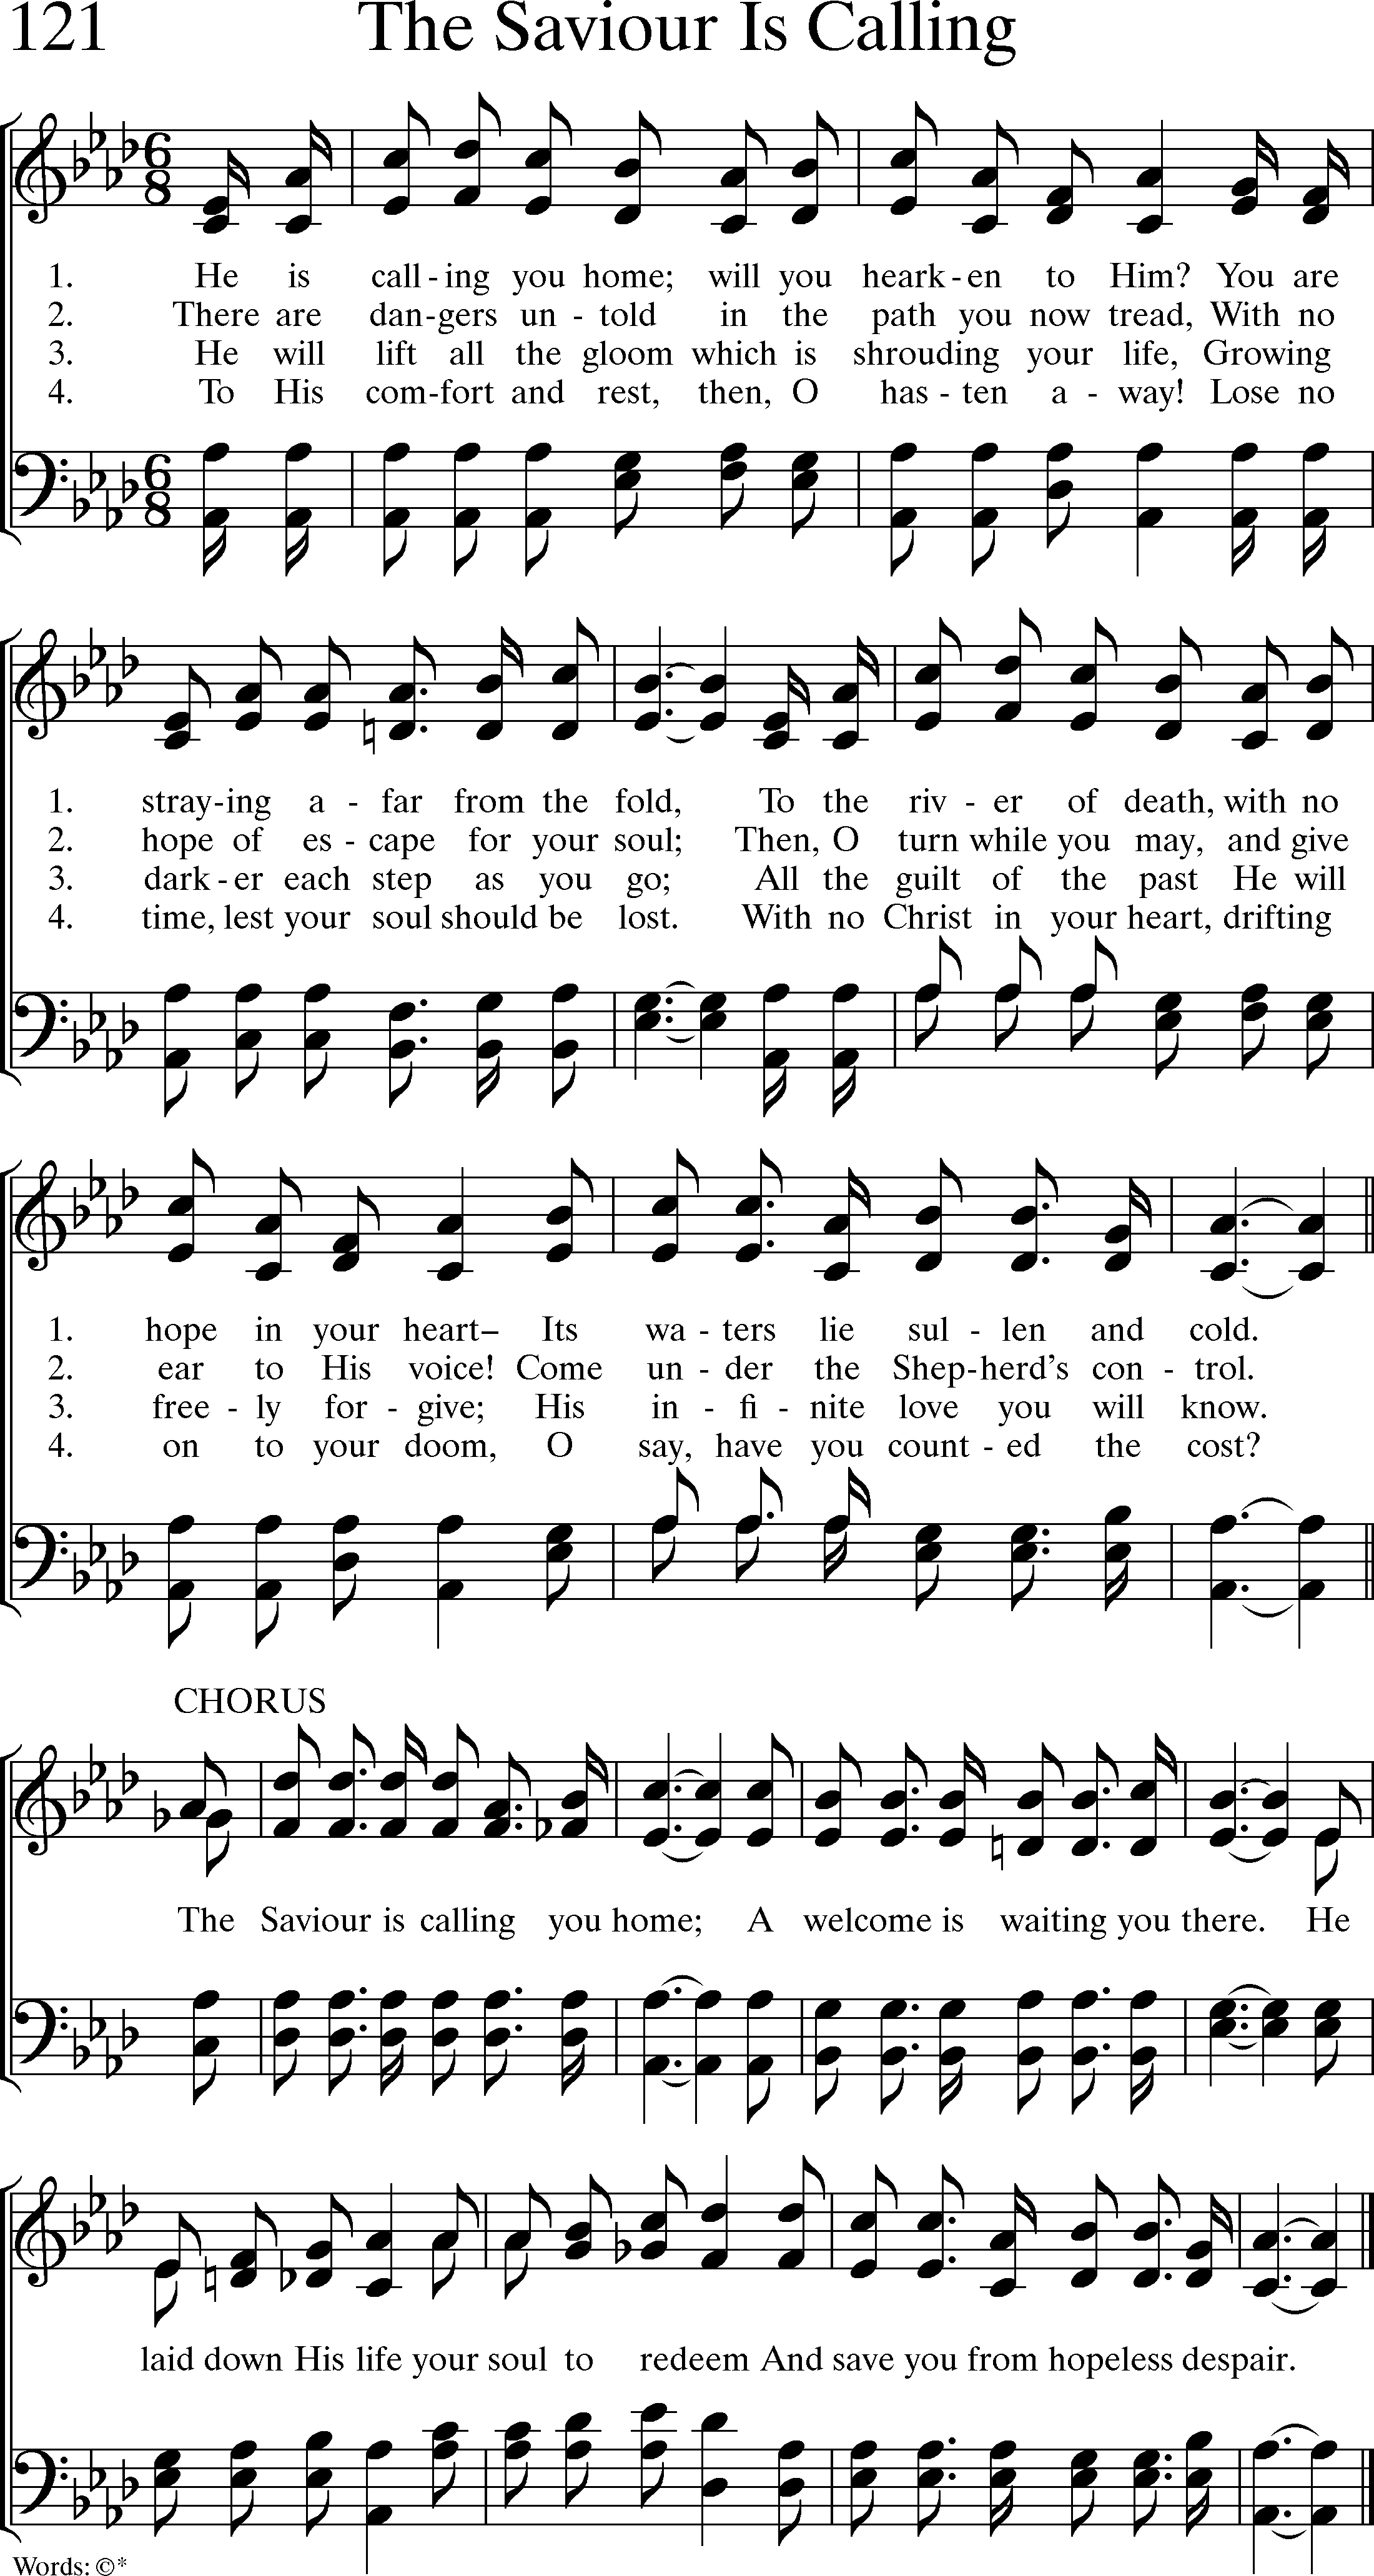 121 The Saviour Is Calling
1. He is call - ing you home; will you heark - en to Him? You are
2. There are dan - gers un - told in the path you now tread, With no
3. He will lift all the gloom which is shrouding your life, Growing
4. To His com - fort and rest, then, O has - ten a - way! Lose no
1. stray - ing a - far from the fold, To the riv - er of death, with no
2. hope of es - cape for your soul; Then, O turn while you may, and give
3. dark - er each step as you go; All the guilt of the past He will
4. time, lest your soul should be lost. With no Christ in your heart, drifting
1. hope in your heart– Its wa - ters lie sul - len and cold.
2. ear to His voice! Come un - der the Shep - herd's con - trol.
3. free - ly for - give; His in - fi - nite love you will know.
4. on to your doom, O say, have you count - ed the cost?
CHORUS
The Saviour is calling you home; A welcome is waiting you there. He
laid down His life your soul to redeem And save you from hopeless despair.
Words: ©*